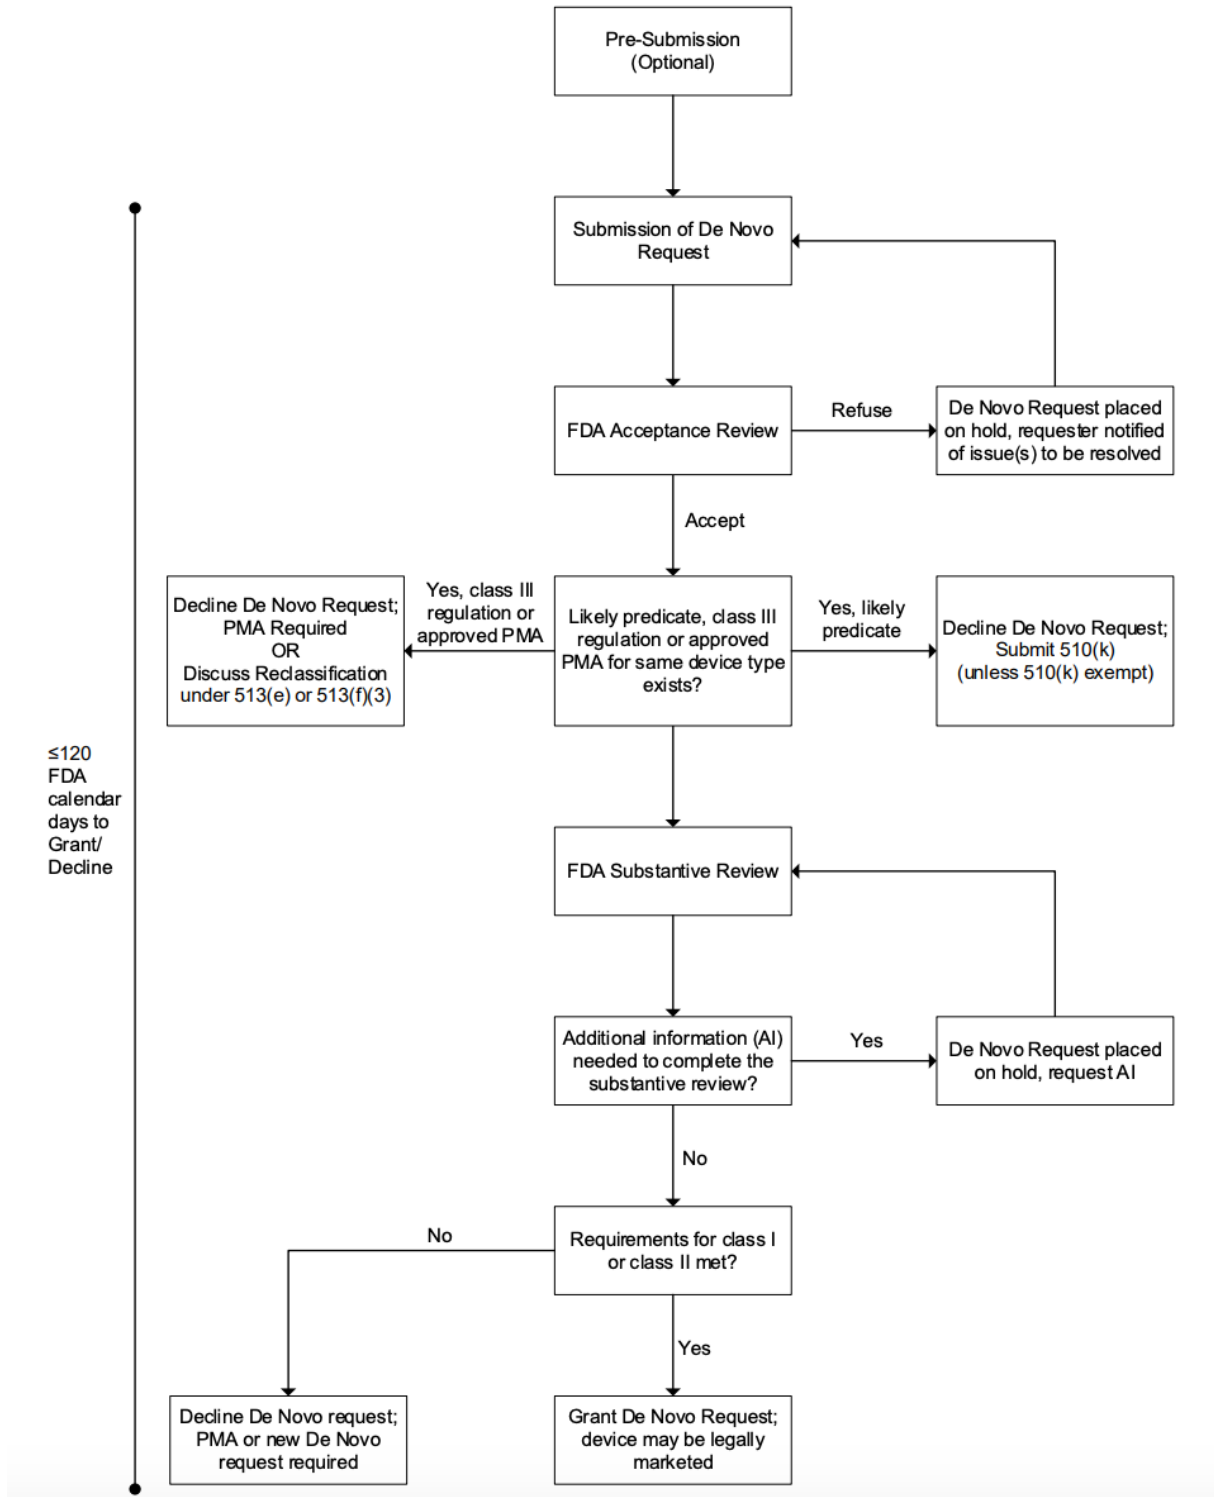 Pre-Submission
(Optional)
Submission of De Novo
Request
FDA Acceptance Review
Refuse
De Novo Request placed
on hold, requester notified
of issue(s) to be resolved
Accept
Decline De Novo Request;
PMA Required
OR
Discuss Reclassification
under 513(e) or 513(f)(3)
Yes, class III
regulation or
approved PMA
Likely predicate, class III
regulation or approved
PMA for same device type
exists?
Yes, likely
predicate
Decline De Novo Request;
Submit 510(k)
(unless 510(k) exempt)
≤120
FDA
calendar
days to
Grant/
Decline
FDA Substantive Review
Additional information (AI)
needed to complete the
substantive review?
Yes
De Novo Request placed
on hold, request AI
No
Requirements for class I
or class II met?
No
Yes
Decline De Novo request;
PMA or new De Novo
request required
Grant De Novo Request;
device may be legally
marketed